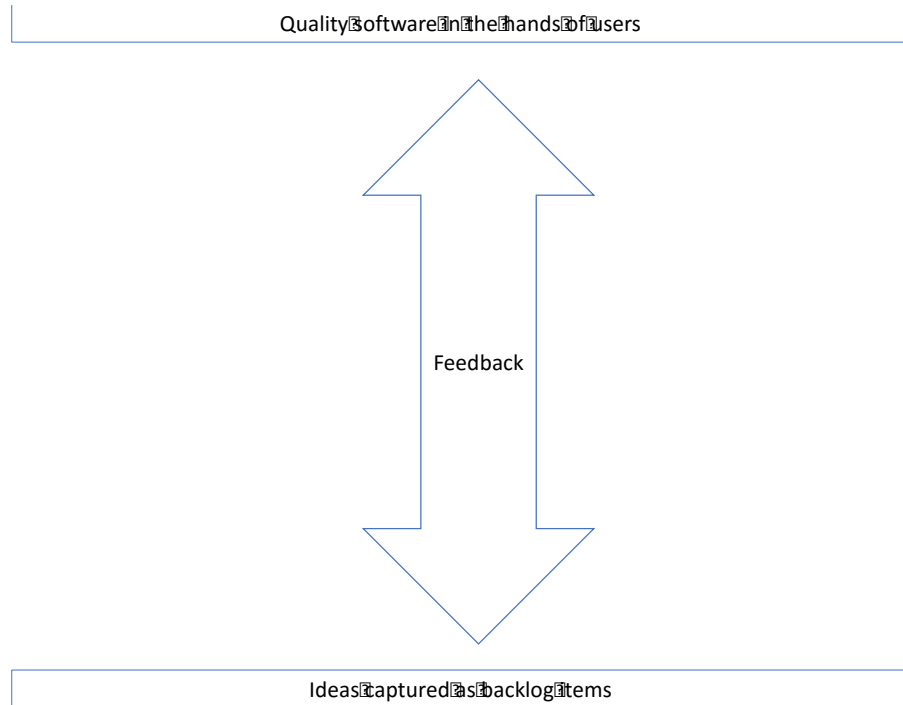 Quality software in the hands of users
Feedback
Ideas captured as backlog items